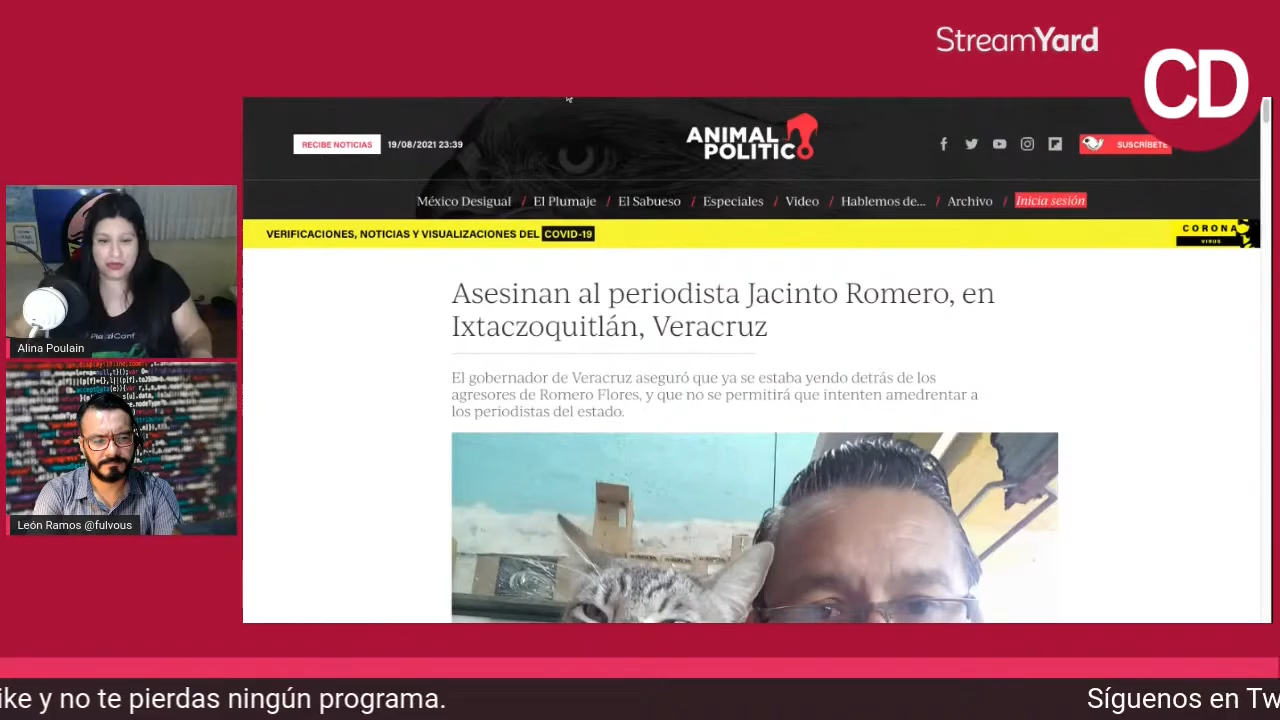 StreamYard
CD
RECIBE NOTICIAS
19/08/2021 23:39
ANIMAL
POLÍTICO
SUSCRÍBETE
México Desigual / El Plumaje / El Sabueso / Especiales / Video / Hablemos de... / Archivo / Inicia sesión
VERIFICACIONES, NOTICIAS Y VISUALIZACIONES DEL COVID-19
CORONA
VIRUS
Asesinan al periodista Jacinto Romero, en
Ixtaczoquitlán, Veracruz
El gobernador de Veracruz aseguró que ya se estaba yendo detrás de los
agresores de Romero Flores, y que no se permitirá que intenten amedrentar a
los periodistas del estado.
PlatziConf
Alina Poulain
León Ramos @fulvous
ike y no te pierdas ningún programa.
Síguenos en Tw